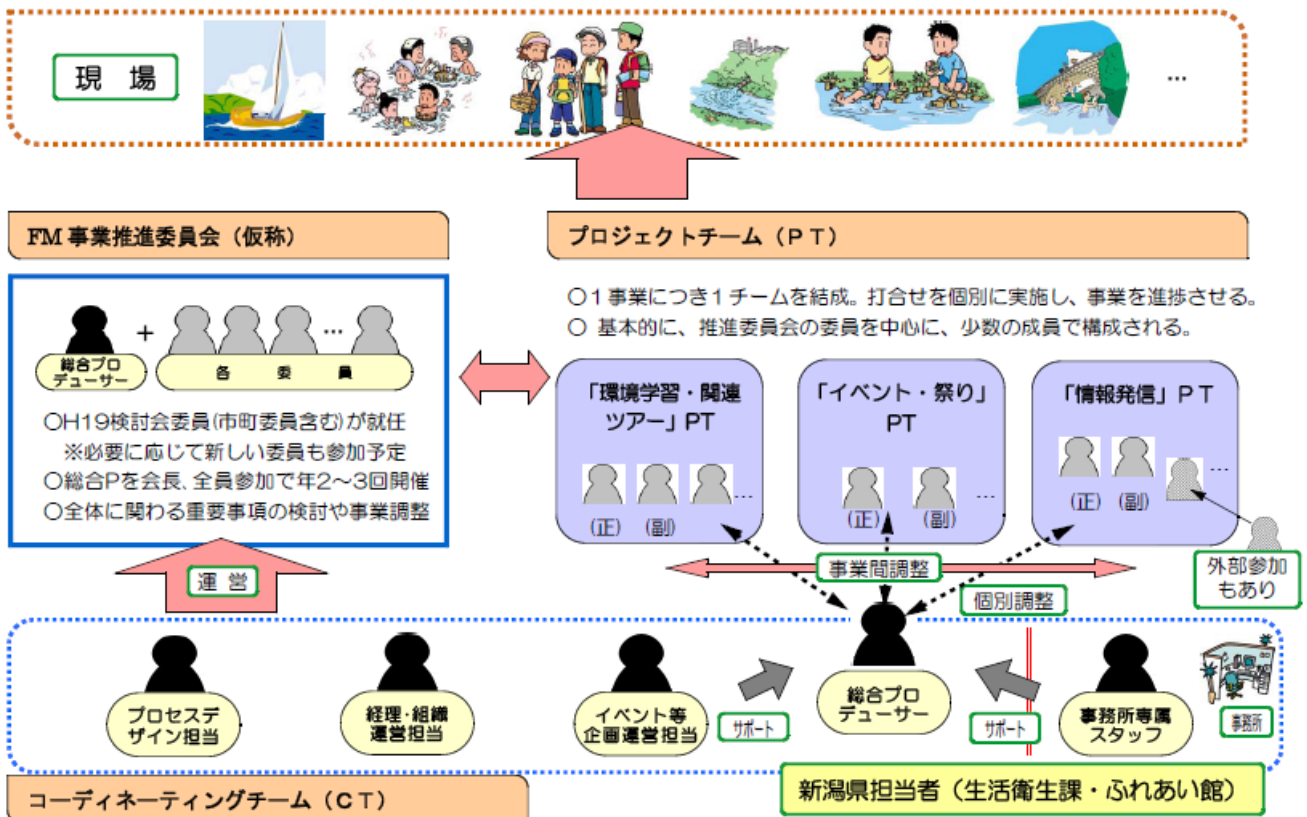 現 場
…
FM 事業推進委員会（仮称）
プロジェクトチーム（ＰＴ）
○１事業につき１チームを結成。打合せを個別に実施し、事業を進捗させる。
○ 基本的に、推進委員会の委員を中心に、少数の成員で構成される。
+
…
総合プロ
デューサー
各 委 員
○H19検討会委員(市町委員含む)が就任
※必要に応じて新しい委員も参加予定
○総合Pを会長、全員参加で年2～3回開催
○全体に関わる重要事項の検討や事業調整
「環境学習・関連
ツアー」PT
…
(正) (副)
「イベント・祭り」
PT
…
(正) (副)
「情報発信」ＰＴ
…
(正) (副)
外部参加
もあり
事業間調整
個別調整
運 営
プロセスデ
ザイン担当
経理・組織
運営担当
イベント等
企画運営担当
サポート
総合プロ
デューサー
サポート
事務所専属
スタッフ
事務所
コーディネーティングチーム（ＣＴ）
新潟県担当者（生活衛生課・ふれあい館）